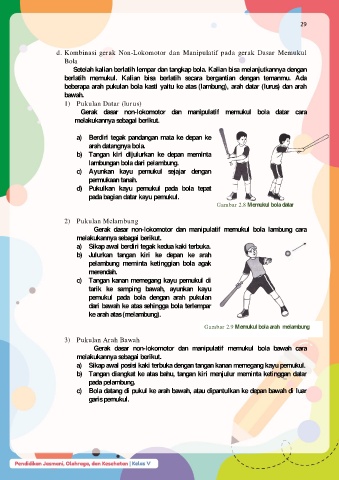 29
d. Kombinasi gerak Non-Lokomotor dan Manipulatif pada gerak Dasar Memukul
Bola
Setelah kalian berlatih lempar dan tangkap bola. Kalian bisa melanjutkannya dengan
berlatih memukul. Kalian bisa berlatih secara bergantian dengan temanmu. Ada
beberapa arah pukulan bola kasti yaitu ke atas (lambung), arah datar (lurus) dan arah
bawah.
1) Pukulan Datar (lurus)
Gerak dasar non-lokomotor dan manipulatif memukul bola datar cara
melakukannya sebagai berikut.
a) Berdiri tegak pandangan mata ke depan ke
arah datangnya bola.
b) Tangan kiri dijulurkan ke depan meminta
lambungan bola dari pelambung.
c) Ayunkan kayu pemukul sejajar dengan
permukaan tanah.
d) Pukulkan kayu pemukul pada bola tepat
pada bagian datar kayu pemukul.
Gambar 2.8 Memukul bola datar
2) Pukulan Melambung
Gerak dasar non-lokomotor dan manipulatif memukul bola lambung cara
melakukannya sebagai berikut.
a) Sikap awal berdiri tegak kedua kaki terbuka.
b) Julurkan tangan kiri ke depan ke arah
pelambung meminta ketinggian bola agak
merendah.
c) Tangan kanan memegang kayu pemukul di
tarik ke samping bawah, ayunkan kayu
pemukul pada bola dengan arah pukulan
dari bawah ke atas sehingga bola terlempar
ke arah atas (melambung).
Gambar 2.9 Memukul bola arah melambung
3) Pukulan Arah Bawah
Gerak dasar non-lokomotor dan manipulatif memukul bola bawah cara
melakukannya sebagai berikut.
a) Sikap awal posisi kaki terbuka dengan tangan kanan memegang kayu pemukul.
b) Tangan diangkat ke atas bahu, tangan kiri menjulur meminta ketinggan datar
pada pelambung.
c) Bola datang di pukul ke arah bawah, atau dipantulkan ke depan bawah di luar
garis pemukul.
Pendidikan Jasmani, Olahraga, dan Kesehatan | Kelas V